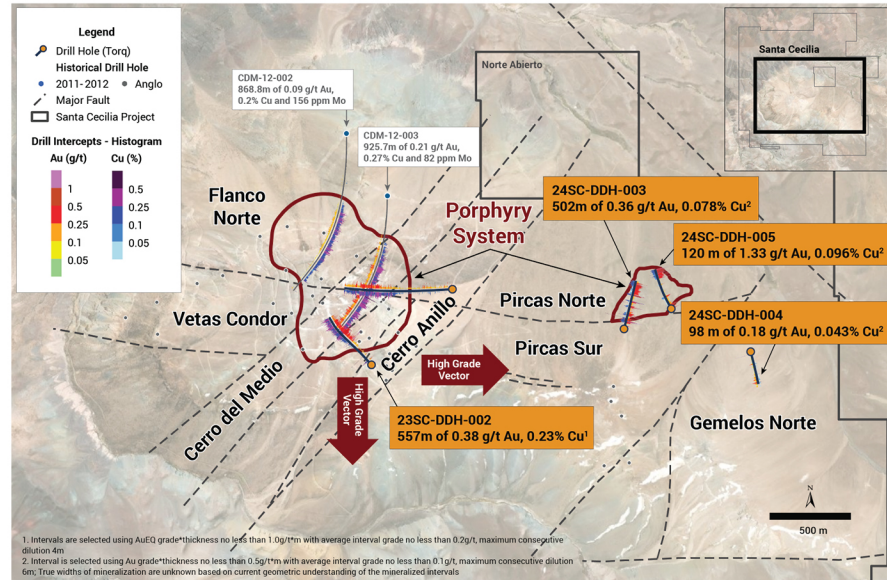 Legend
Drill Hole (Torq)
Historical Drill Hole
2011-2012 Anglo
Major Fault
Santa Cecilia Project
Drill Intercepts - Histogram
Au (g/t) Cu (%)
1
0.5 0.5
0.25 0.25
0.1 0.1
0.05 0.05
CDM-12-002
868.8m of 0.09 g/t Au,
0.2% Cu and 156 ppm Mo
CDM-12-003
925.7m of 0.21 g/t Au,
0.27% Cu and 82 ppm Mo
Norte Abierto
Santa Cecilia
Flanco
Norte
Porphyry
System
24SC-DDH-003
502m of 0.36 g/t Au, 0.078% Cu²
24SC-DDH-005
120 m of 1.33 g/t Au, 0.096% Cu²
24SC-DDH-004
98 m of 0.18 g/t Au, 0.043% Cu²
Vetas Condor
Cerro Anillo
Pircas Norte
Pircas Sur
Cerro del Medio
High Grade
Vector
High Grade
Vector
23SC-DDH-002
557m of 0.38 g/t Au, 0.23% Cu¹
Gemelos Norte
N
500 m
1. Intervals are selected using AuEQ grade*thickness no less than 1.0g/t*m with average interval grade no less than 0.2g/t, maximum consecutive
dilution 4m
2. Interval is selected using Au grade*thickness no less than 0.5g/t*m with average interval grade no less than 0.1g/t, maximum consecutive dilution
6m; True widths of mineralization are unknown based on current geometric understanding of the mineralized intervals